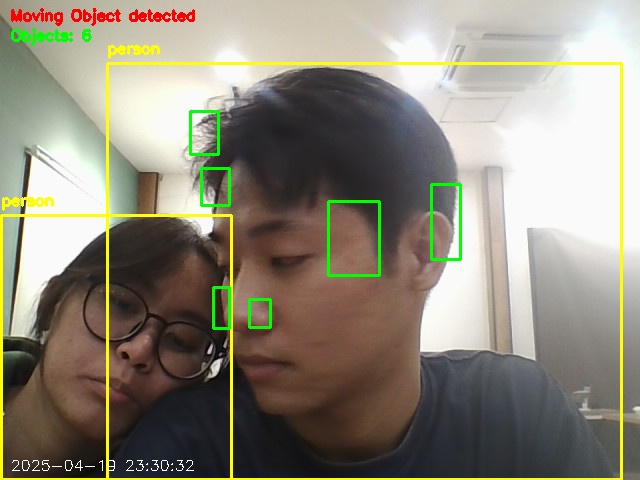 Moving Object detected
Objects: 6
person
person
2025-04-19 23:30:32